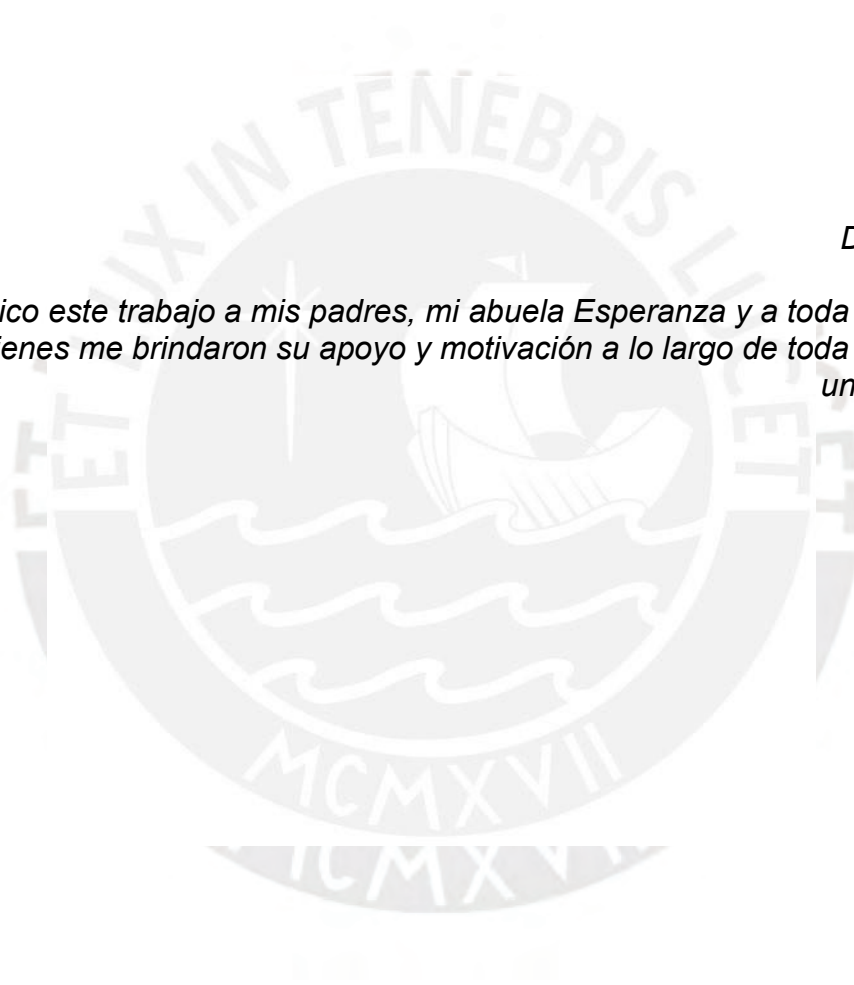 ET LUX IN TENEBRIS LUCET
D
ico este trabajo a mis padres, mi abuela Esperanza y a toda
ienes me brindaron su apoyo y motivación a lo largo de toda
un
MCMXVII